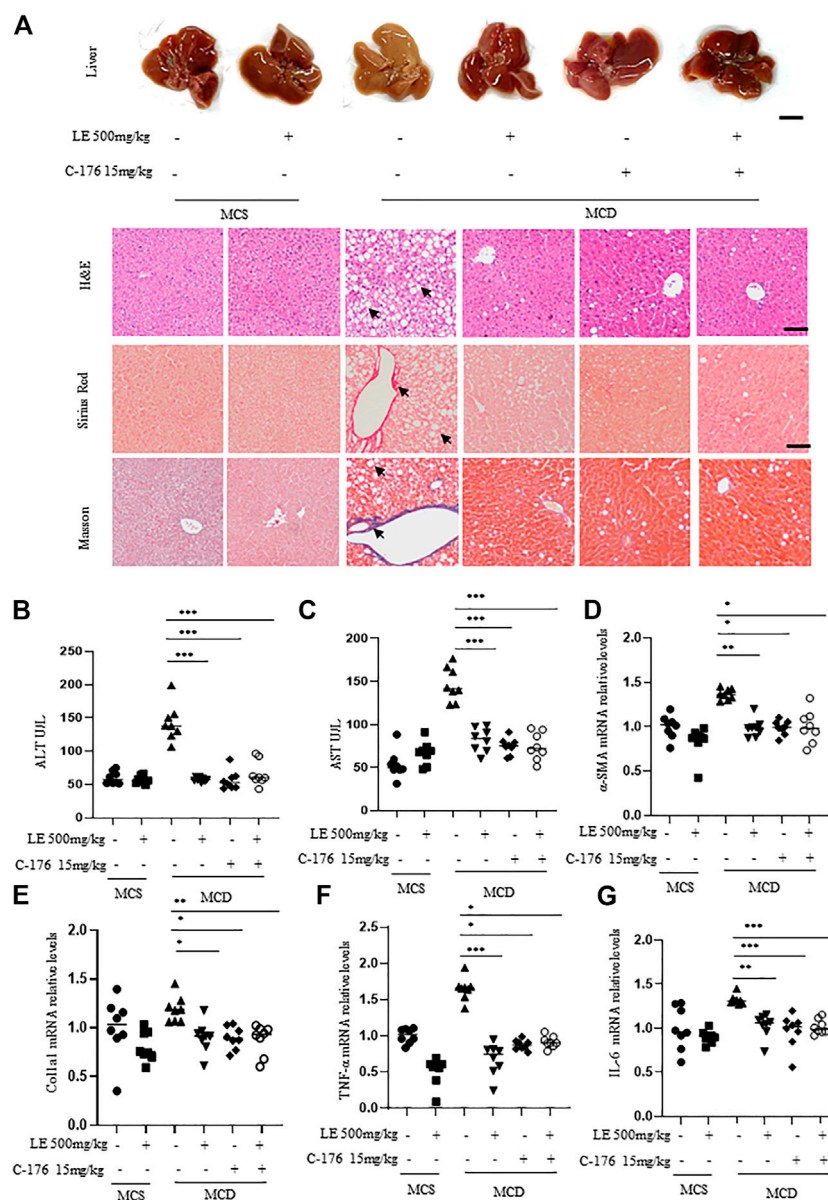 A
Liver
LE 500mg/kg - + - + - +
C-176 15mg/kg - - - - + +
MCS MCD
H&E
Sirius Red
Masson
B
ALT U/L
250
200
150
100
50
0
*** *** ***
LE 500mg/kg - + - + - +
C-176 15mg/kg - - - - + +
MCS MCD
C
AST U/L
250
200
150
100
50
0
*** *** ***
LE 500mg/kg - + - + - +
C-176 15mg/kg - - - - + +
MCS MCD
D
α-SMA mRNA relative levels
2.0
1.5
1.0
0.5
0.0
* * **
LE 500mg/kg - + - + - +
C-176 15mg/kg - - - - + +
MCS MCD
E
Col1a1 mRNA relative levels
2.0
1.5
1.0
0.5
0.0
** * *
LE 500mg/kg - + - + - +
C-176 15mg/kg - - - - + +
MCS MCD
F
TNF-α mRNA relative levels
2.5
2.0
1.5
1.0
0.5
0.0
* * ***
LE 500mg/kg - + - + - +
C-176 15mg/kg - - - - + +
MCS MCD
G
IL-6 mRNA relative levels
2.0
1.5
1.0
0.5
0.0
*** *** **
LE 500mg/kg - + - + - +
C-176 15mg/kg - - - - + +
MCS MCD